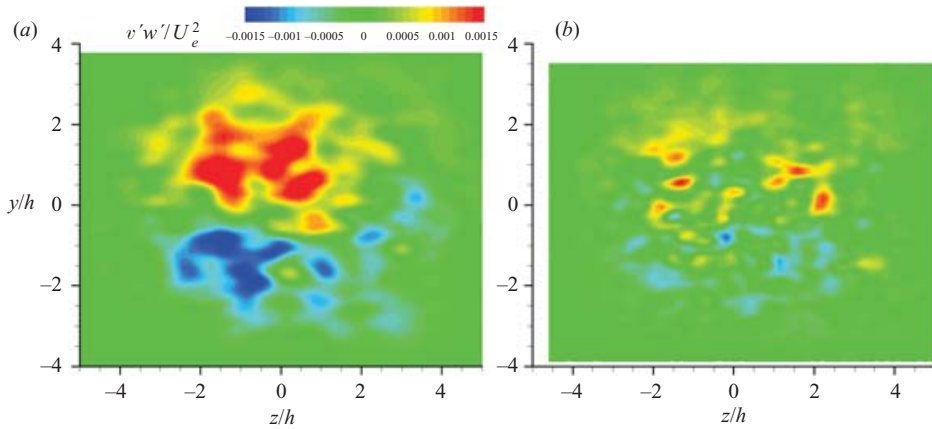 (a)
v′w′/U_e^2
–0.0015 –0.001 –0.0005 0 0.0005 0.001 0.0015
(b)
4
2
0
–2
–4
y/h
–4 –2 0 2 4
z/h
4
2
0
–2
–4
–4 –2 0 2 4
z/h